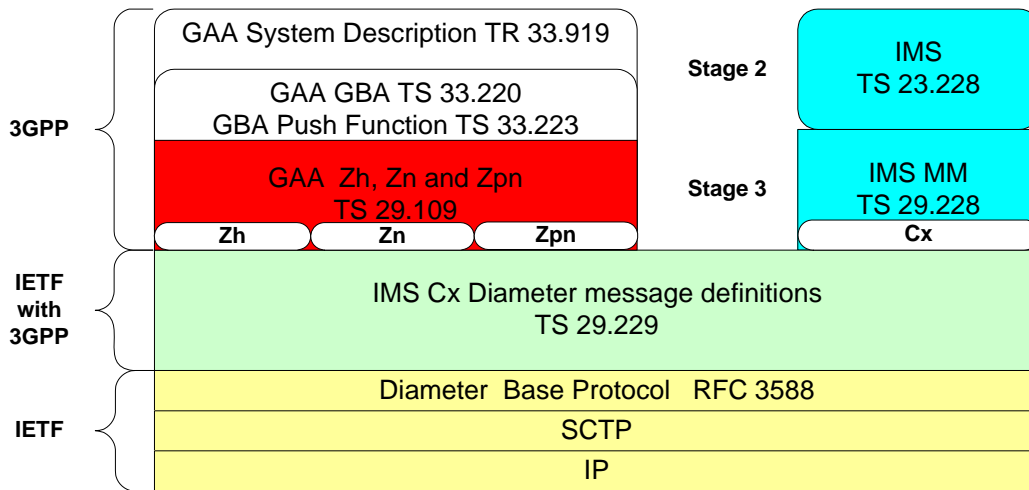 GAA System Description TR 33.919
GAA GBA TS 33.220
GBA Push Function TS 33.223
Stage 2
IMS
TS 23.228
3GPP
GAA Zh, Zn and Zpn
TS 29.109
Stage 3
IMS MM
TS 29.228
Zh
Zn
Zpn
Cx
IETF
with
3GPP
IMS Cx Diameter message definitions
TS 29.229
IETF
Diameter Base Protocol RFC 3588
SCTP
IP